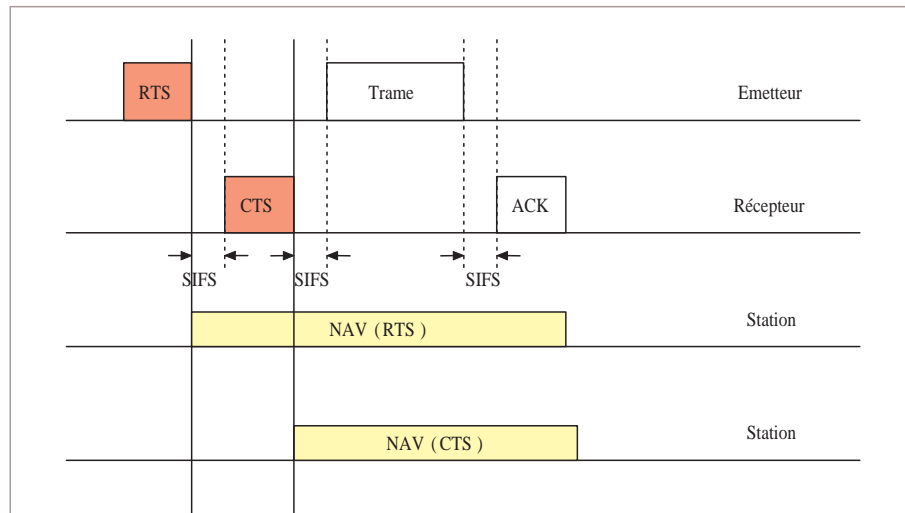 RTS
Trame
Emetteur
CTS
ACK
Récepteur
SIFS
SIFS
SIFS
NAV ( RTS )
Station
NAV ( CTS )
Station